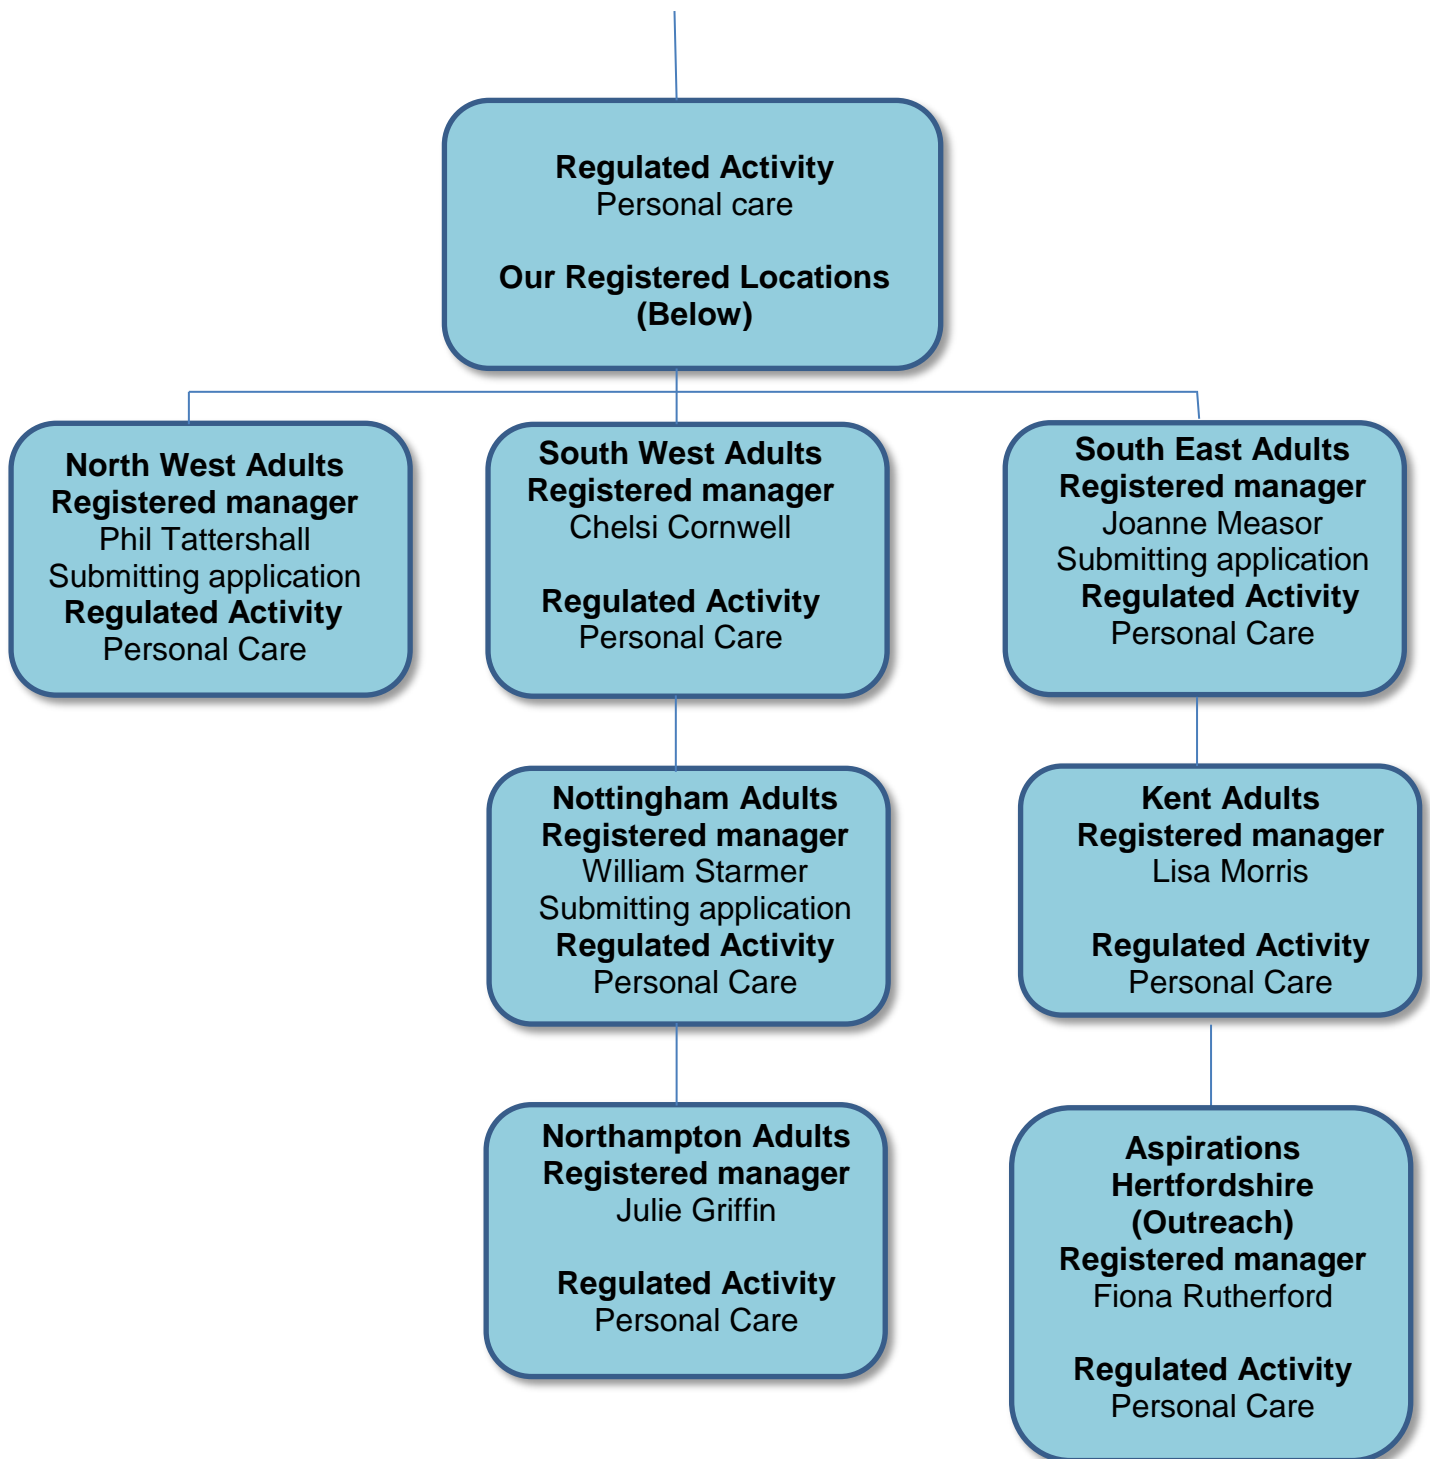 Regulated Activity
Personal care
Our Registered Locations
(Below)
North West Adults
Registered manager
Phil Tattershall
Submitting application
Regulated Activity
Personal Care
South West Adults
Registered manager
Chelsi Cornwell
Regulated Activity
Personal Care
South East Adults
Registered manager
Joanne Measor
Submitting application
Regulated Activity
Personal Care
Nottingham Adults
Registered manager
William Starmer
Submitting application
Regulated Activity
Personal Care
Kent Adults
Registered manager
Lisa Morris
Regulated Activity
Personal Care
Northampton Adults
Registered manager
Julie Griffin
Regulated Activity
Personal Care
Aspirations
Hertfordshire
(Outreach)
Registered manager
Fiona Rutherford
Regulated Activity
Personal Care